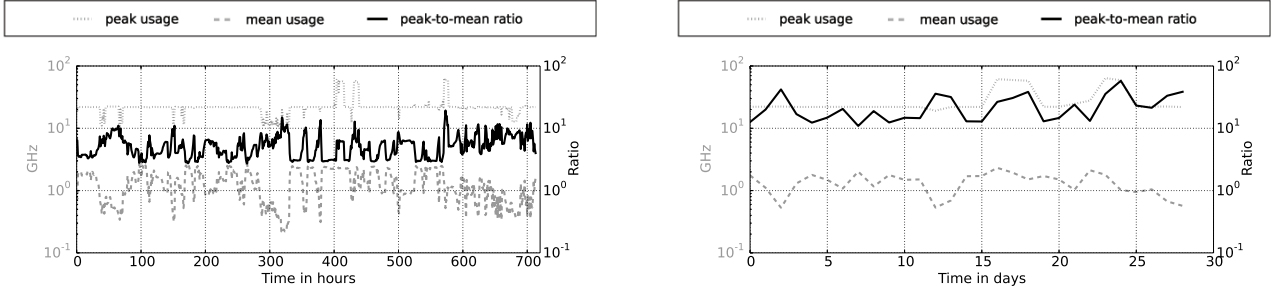 peak usage mean usage peak-to-mean ratio
10^2 10^2
10^1 10^1
GHz Ratio
10^0 10^0
10^-1 10^-1
0 100 200 300 400 500 600 700
Time in hours
peak usage mean usage peak-to-mean ratio
10^2 10^2
10^1 10^1
GHz Ratio
10^0 10^0
10^-1 10^-1
0 5 10 15 20 25 30
Time in days